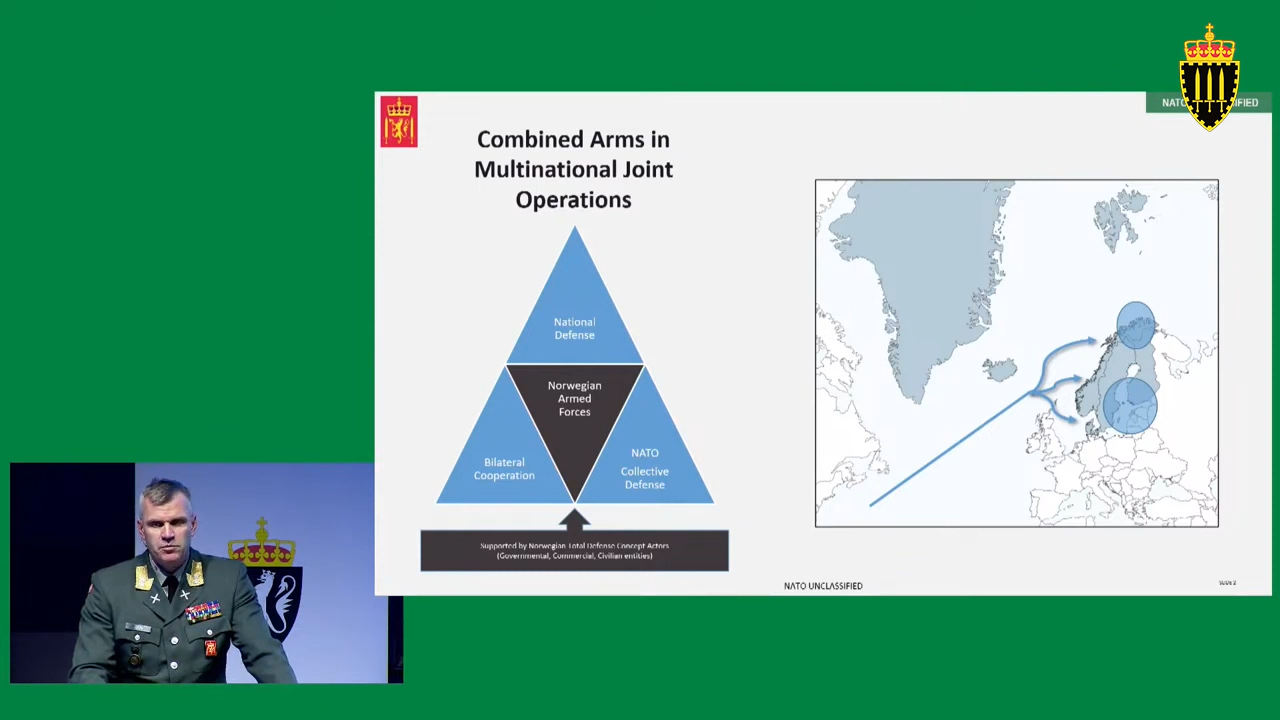 NATO
IFIED
Combined Arms in
Multinational Joint
Operations
National
Defense
Norwegian
Armed
Forces
Bilateral
Cooperation
NATO
Collective
Defense
Supported by Norwegian Total Defense Concept Actors
(Governmental, Commercial, Civilian entities)
NATO UNCLASSIFIED